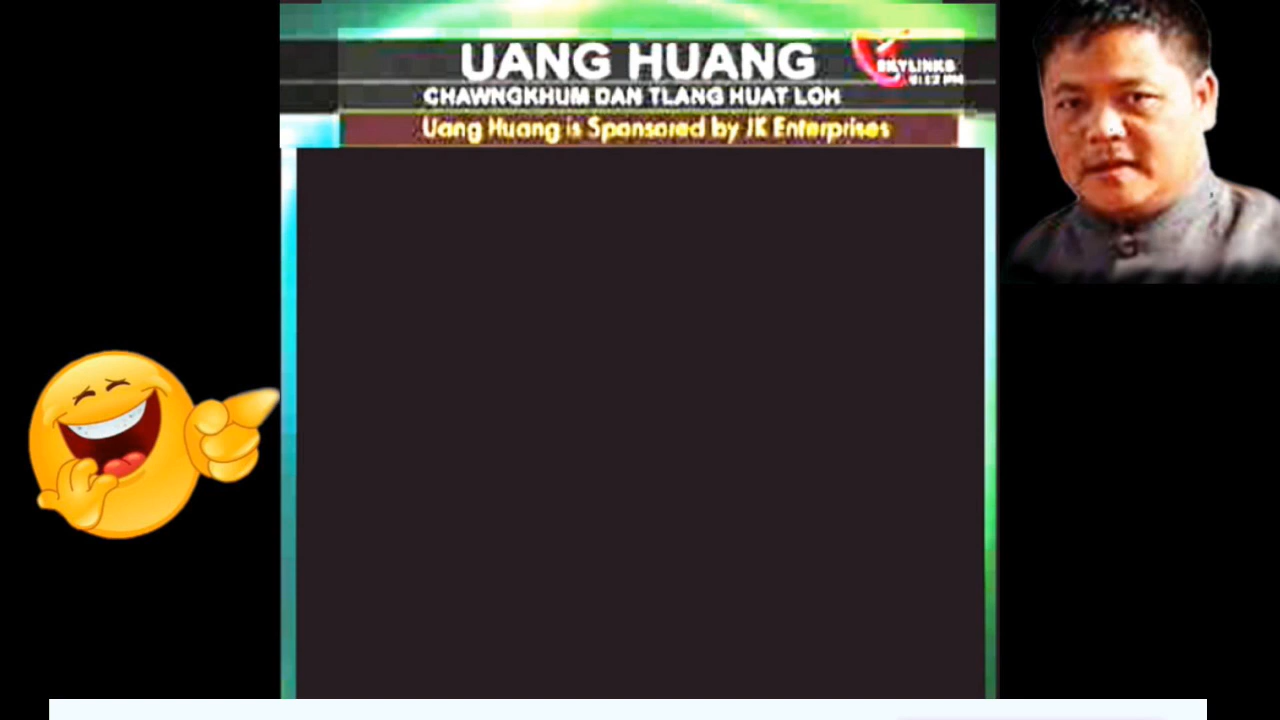 UANG HUANG
SKYLINKS
CHAWNGKHUM DAN TLANG HUAT LOH
Uang Huang is Sponsored by JK Enterprises